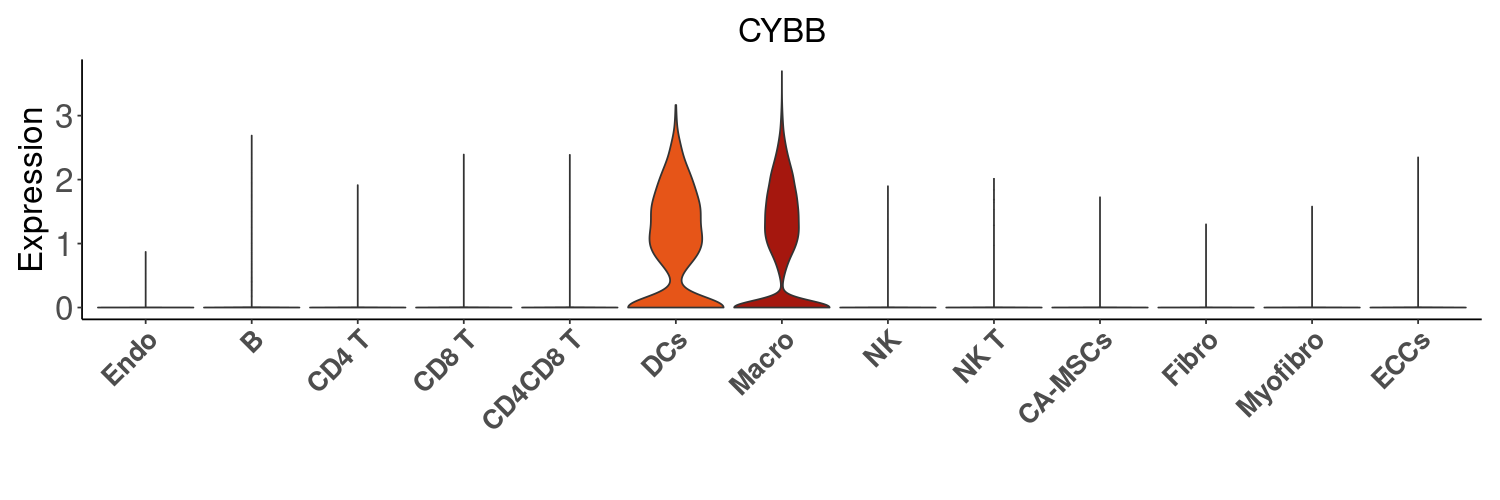 CYBB
Expression
3
2
1
0
Endo
B
CD4 T
CD8 T
CD4CD8 T
DCs
Macro
NK
NK T
CA-MSCs
Fibro
Myofibro
ECCs